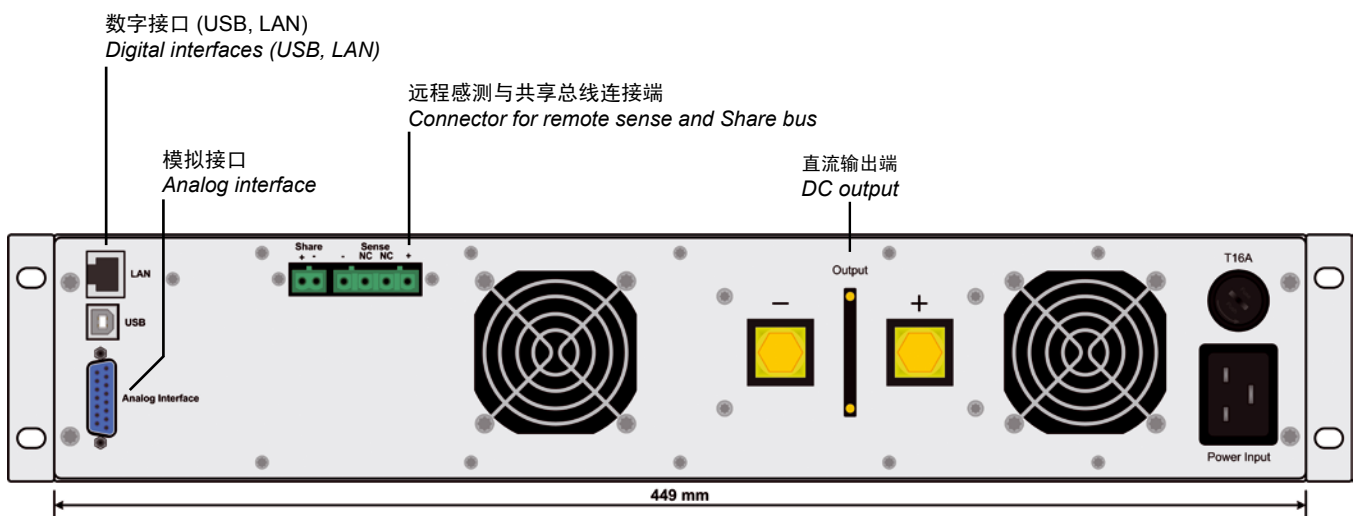 数字接口 (USB, LAN)
Digital interfaces (USB, LAN)
远程感测与共享总线连接端
Connector for remote sense and Share bus
模拟接口
Analog interface
直流输出端
DC output
Share
+ -
Sense
- NC NC +
LAN
USB
Analog Interface
Output
- +
T16A
Power Input
449 mm